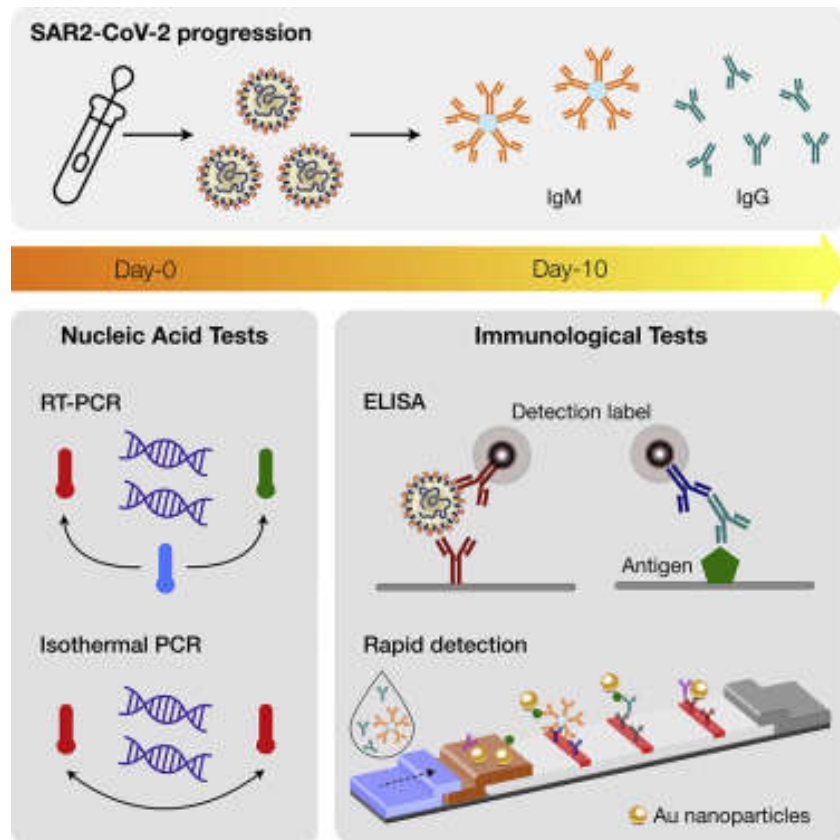 SAR2-CoV-2 progression
IgM
IgG
Day-0
Day-10
Nucleic Acid Tests
RT-PCR
Isothermal PCR
Immunological Tests
ELISA
Detection label
Antigen
Rapid detection
Au nanoparticles